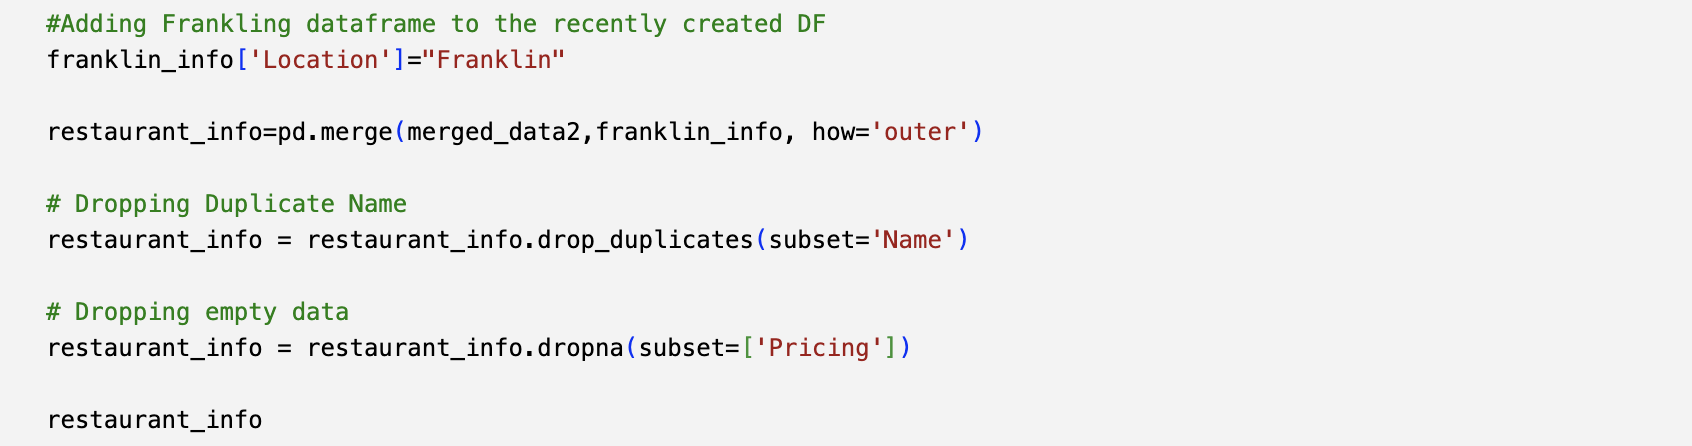 #Adding Frankling dataframe to the recently created DF
franklin_info['Location']="Franklin"
restaurant_info=pd.merge(merged_data2,franklin_info, how='outer')
# Dropping Duplicate Name
restaurant_info = restaurant_info.drop_duplicates(subset='Name')
# Dropping empty data
restaurant_info = restaurant_info.dropna(subset=['Pricing'])
restaurant_info